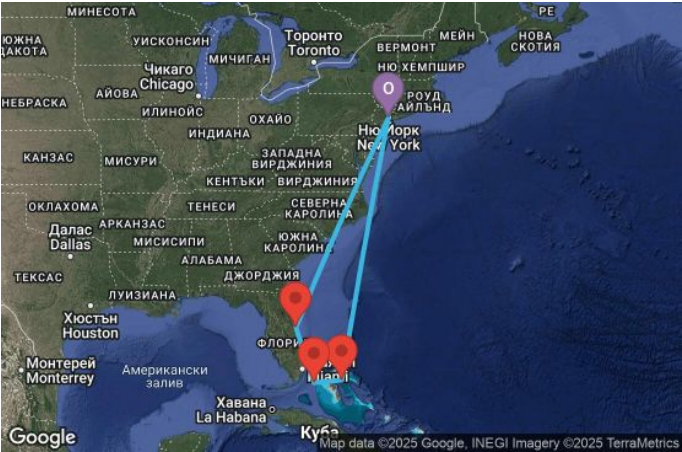 МИНЕСОТА
РЕ
ЮЖНА
ДАКОТА
УИСКОНСИН
Торонто
Toronto
МЕЙН
НОВА
СКОТИЯ
ВЕРМОНТ
МИЧИГАН
НЮ ХЕМПШИР
Чикаго
Chicago
O
НЕБРАСКА
АЙОВА
РОУД
АЙЛЪНД
ИЛИНОЙС
ОХАЙО
ИНДИАНА
Ню Йорк
New York
КАНЗАС
МИСУРИ
ЗАПАДНА
ВИРДЖИНИЯ
КЕНТЪКИ
ВИРДЖИНИЯ
ОКЛАХОМА
ТЕНЕСИ
СЕВЕРНА
КАРОЛИНА
АРКАНЗАС
Далас
Dallas
МИСИСИПИ
ЮЖНА
КАРОЛИНА
АЛАБАМА
ТЕКСАС
ДЖОРДЖИЯ
ЛУИЗИАНА
Хюстън
Houston
ФЛОРИ
Монтерей
Monterrey
Американски
залив
Miami
Хавана
La Habana
Куба
Google
Map data ©2025 Google, INEGI Imagery ©2025 TerraMetrics